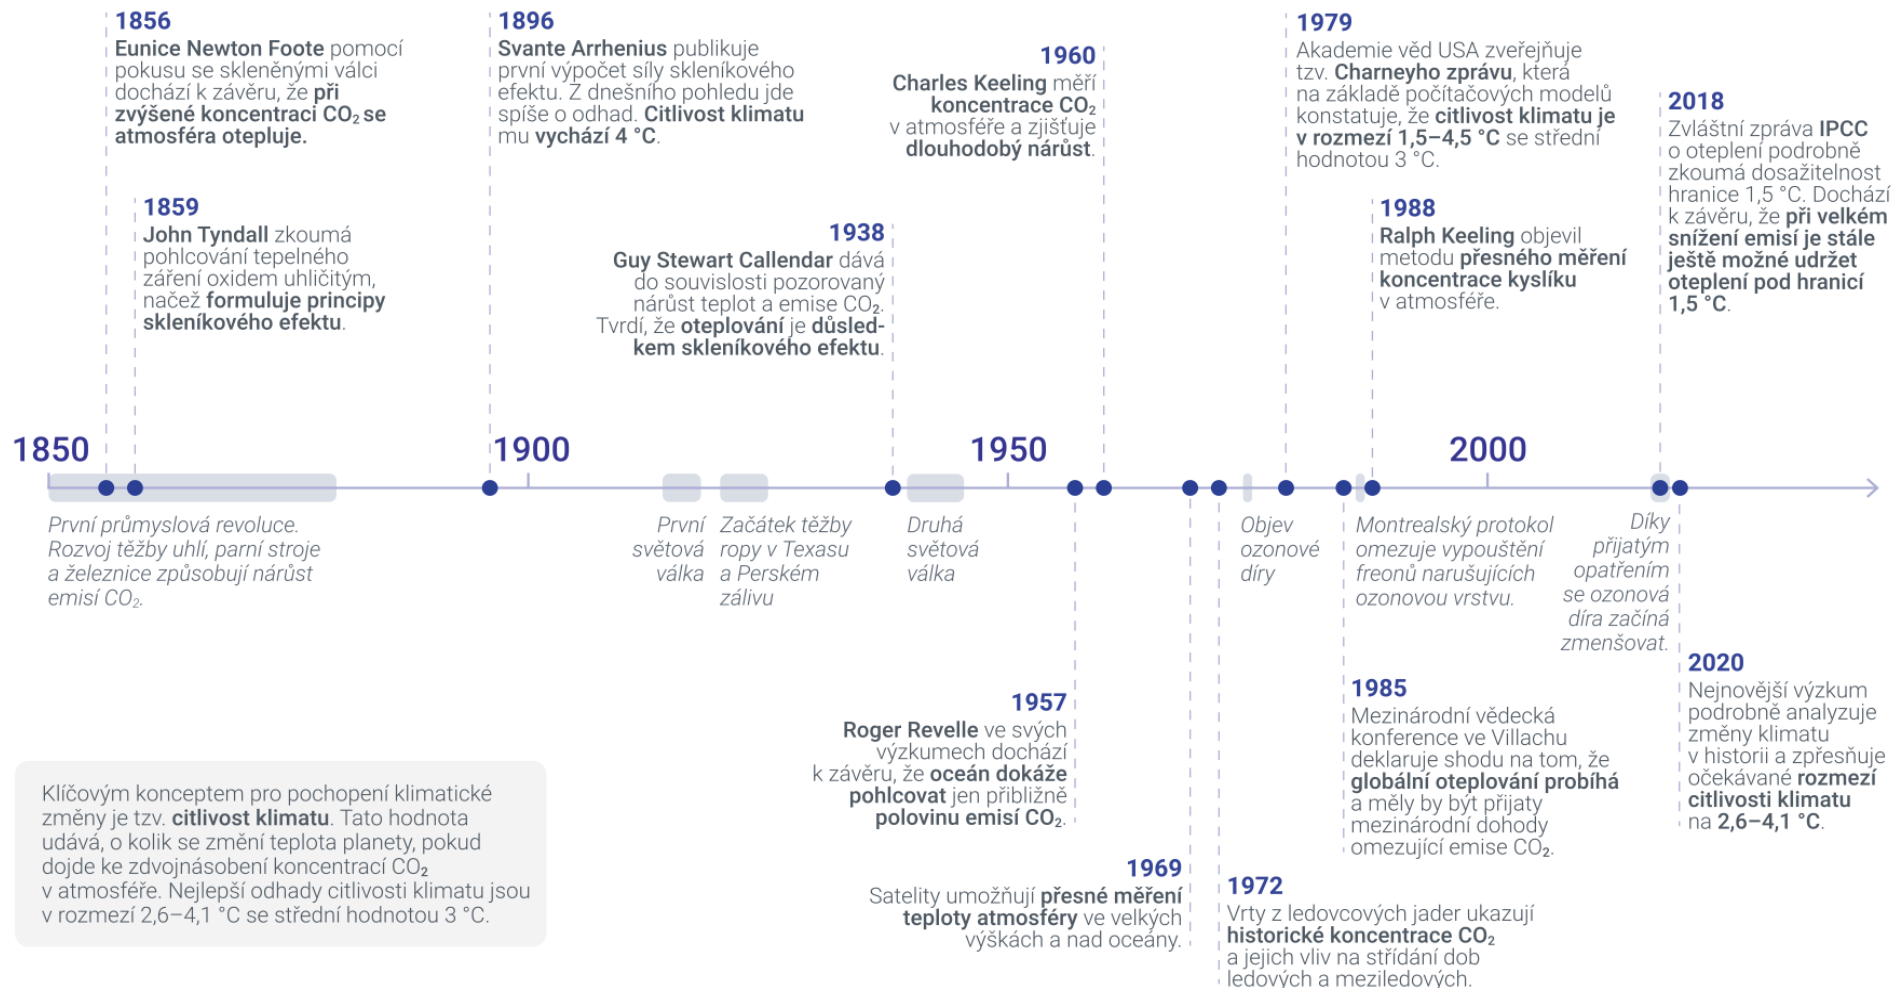 1856
Eunice Newton Foote pomocí
pokusu se skleněnými válci
dochází k závěru, že při
zvýšené koncentraci CO₂ se
atmosféra otepluje.
1859
John Tyndall zkoumá
pohlcování tepelného
záření oxidem uhličitým,
načež formuluje principy
skleníkového efektu.
1896
Svante Arrhenius publikuje
první výpočet síly skleníkového
efektu. Z dnešního pohledu jde
spíše o odhad. Citlivost klimatu
mu vychází 4 °C.
1938
Guy Stewart Callendar dává
do souvislosti pozorovaný
nárůst teplot a emise CO₂.
Tvrdí, že oteplování je důsled-
kem skleníkového efektu.
1960
Charles Keeling měří
koncentrace CO₂
v atmosféře a zjišťuje
dlouhodobý nárůst.
1979
Akademie věd USA zveřejňuje
tzv. Charneyho zprávu, která
na základě počítačových modelů
konstatuje, že citlivost klimatu je
v rozmezí 1,5–4,5 °C se střední
hodnotou 3 °C.
1988
Ralph Keeling objevil
metodu přesného měření
koncentrace kyslíku
v atmosféře.
2018
Zvláštní zpráva IPCC
o oteplení podrobně
zkoumá dosažitelnost
hranice 1,5 °C. Dochází
k závěru, že při velkém
snížení emisí je stále
ještě možné udržet
oteplení pod hranicí
1,5 °C.
1850
1900
1950
2000
První průmyslová revoluce.
Rozvoj těžby uhlí, parní stroje
a železnice způsobují nárůst
emisí CO₂.
První
světová
válka
Začátek těžby
ropy v Texasu
a Perském
zálivu
Druhá
světová
válka
Objev
ozonové
díry
Montrealský protokol
omezuje vypouštění
freonů narušujících
ozonovou vrstvu.
Díky
přijatým
opatřením
se ozonová
díra začíná
zmenšovat.
1957
Roger Revelle ve svých
výzkumech dochází
k závěru, že oceán dokáže
pohlcovat jen přibližně
polovinu emisí CO₂.
1969
Satelity umožňují přesné měření
teploty atmosféry ve velkých
výškách a nad oceány.
1972
Vrty z ledovcových jader ukazují
historické koncentrace CO₂
a jejich vliv na střídání dob
ledových a meziledových.
1985
Mezinárodní vědecká
konference ve Villachu
deklaruje shodu na tom, že
globální oteplování probíhá
a měly by být přijaty
mezinárodní dohody
omezující emise CO₂.
2020
Nejnovější výzkum
podrobně analyzuje
změny klimatu
v historii a zpřesňuje
očekávané rozmezí
citlivosti klimatu
na 2,6–4,1 °C.
Klíčovým konceptem pro pochopení klimatické
změny je tzv. citlivost klimatu. Tato hodnota
udává, o kolik se změní teplota planety, pokud
dojde ke zdvojnásobení koncentrací CO₂
v atmosféře. Nejlepší odhady citlivosti klimatu jsou
v rozmezí 2,6–4,1 °C se střední hodnotou 3 °C.